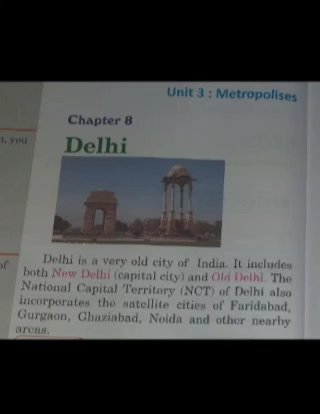 Unit 3 : Metropolises
Chapter 8
you
Delhi
Delhi is a very old city of India. It includes
of
both New Delhi (capital city) and Old Delhi. The
National Capital Territory (NCT) of Delhi also
incorporates the satellite cities of Faridabad,
Gurgaon, Ghaziabad, Noida and other nearby
areas.